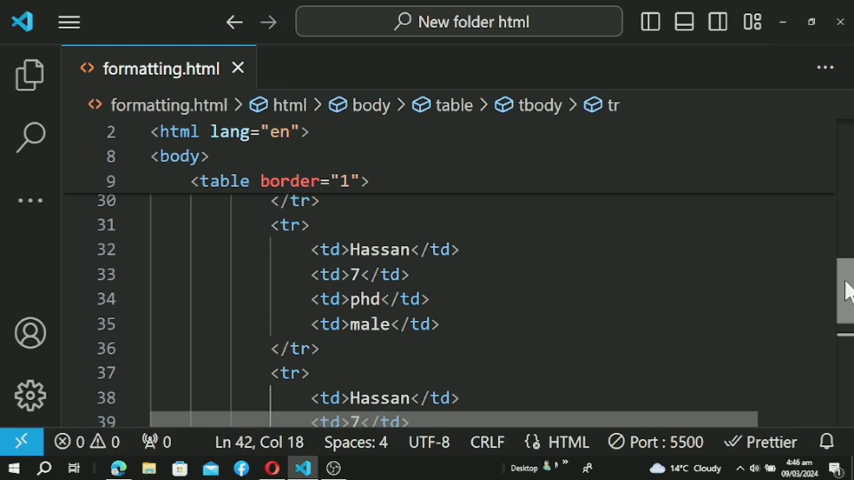 New folder html
formatting.html
formatting.html > html > body > table > tbody > tr
2 <html lang="en">
8 <body>
9 <table border="1">
30 </tr>
31 <tr>
32 <td>Hassan</td>
33 <td>7</td>
34 <td>phd</td>
35 <td>male</td>
36 </tr>
37 <tr>
38 <td>Hassan</td>
39 <td>7</td>
0 0 0 Ln 42, Col 18 Spaces: 4 UTF-8 CRLF {} HTML Port : 5500 Prettier
Desktop 14°C Cloudy 4:46 am
09/03/2024